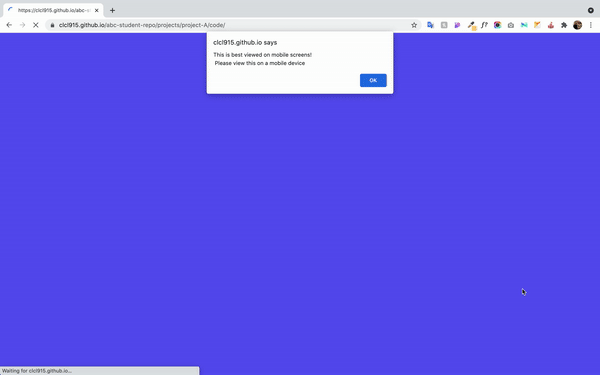 https://clcl915.github.io/abc-s
clcl915.github.io/abc-student-repo/projects/project-A/code/
clcl915.github.io says
This is best viewed on mobile screens!
Please view this on a mobile device
OK
Waiting for clcl915.github.io...